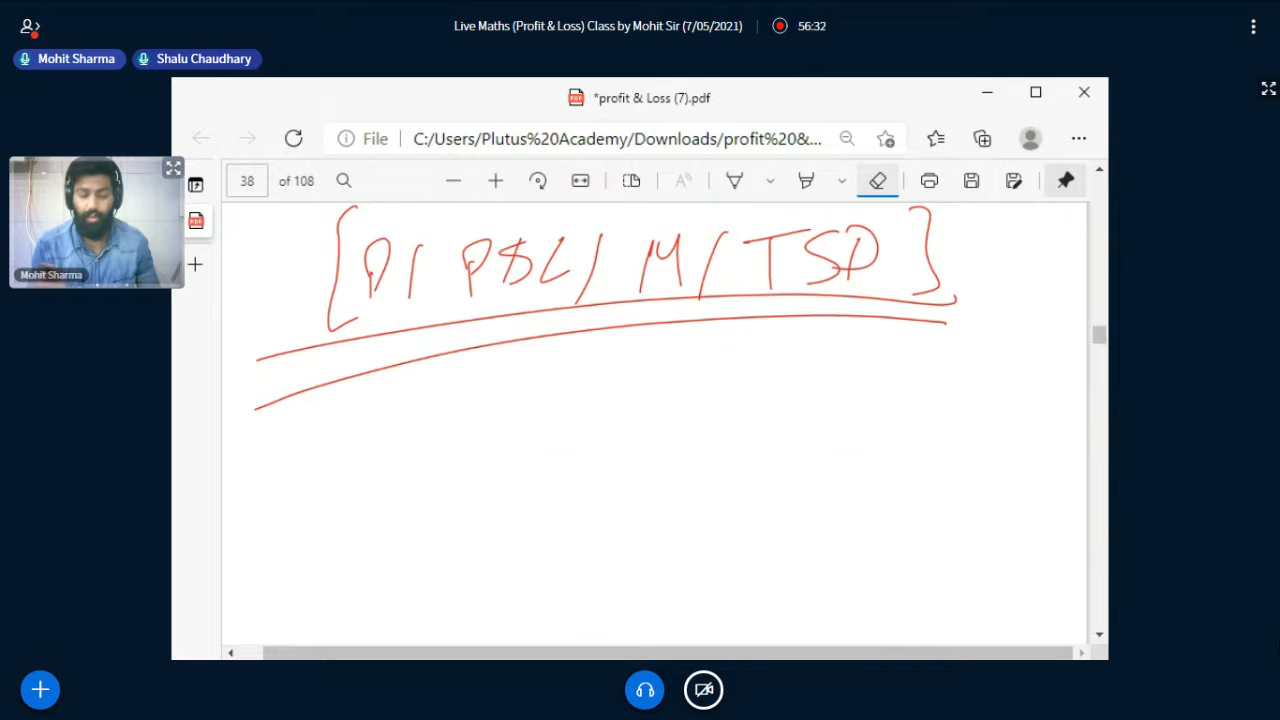 Live Maths (Profit & Loss) Class by Mohit Sir (7/05/2021) 56:32
Mohit Sharma Shalu Chaudhary
*profit & Loss (7).pdf
File C:/Users/Plutus%20Academy/Downloads/profit%20&...
38 of 108
[P/ P&L/ M/ TSD]
Mohit Sharma